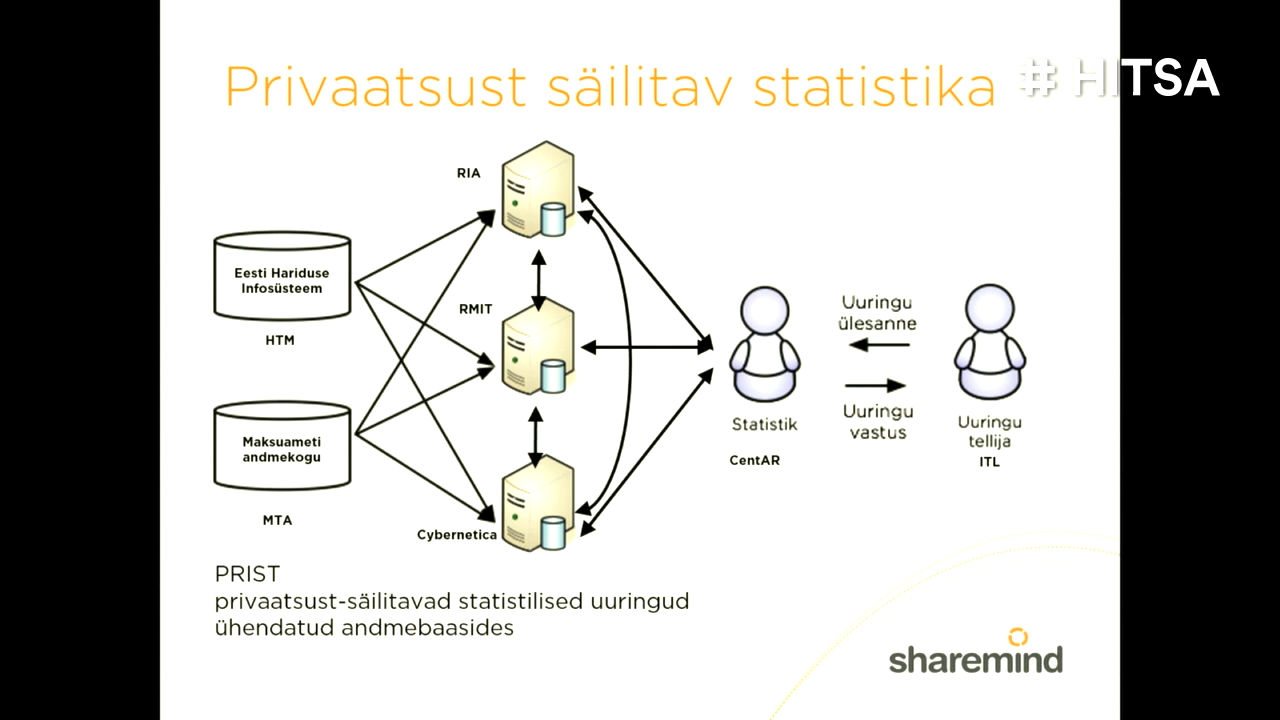 Privaatsust säilitav statistika
# HITSA
RIA
Eesti Hariduse
Infosüsteem
HTM
RMIT
Maksuameti
andmekogu
MTA
Cybernetica
Uuringu
ülesanne
Uuringu
vastus
Statistik
CentAR
Uuringu
tellija
ITL
PRIST
privaatsust-säilitavad statistilised uuringud
ühendatud andmebaasides
sharemind